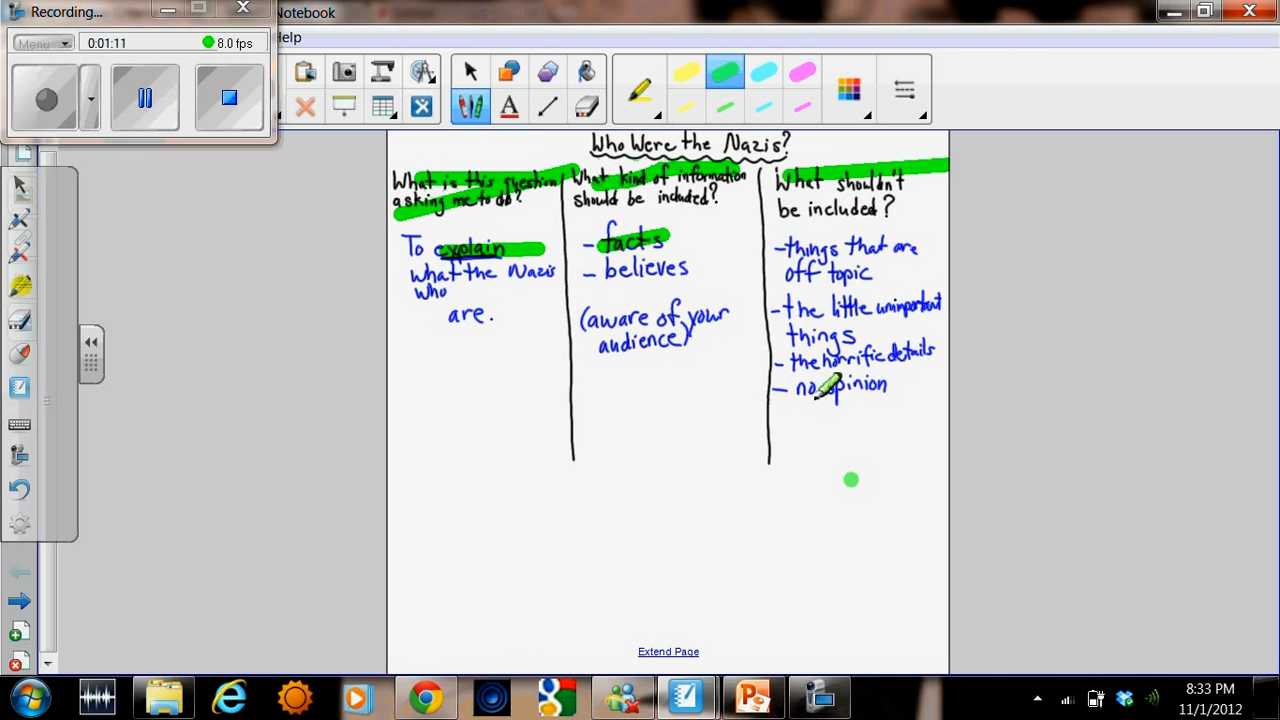 Recording...
Notebook
Menu
0:01:11
8.0 fps
Help
Who Were the Nazis?
What is this question
asking me to do?
To explain
what the Nazis
who
are.
What kind of information
should be included?
- facts
- believes
(aware of your
audience)
What shouldn't
be included?
- things that are
off topic
- the little unimportant
things
- the horrific details
- no opinion
Extend Page
8:33 PM
11/1/2012